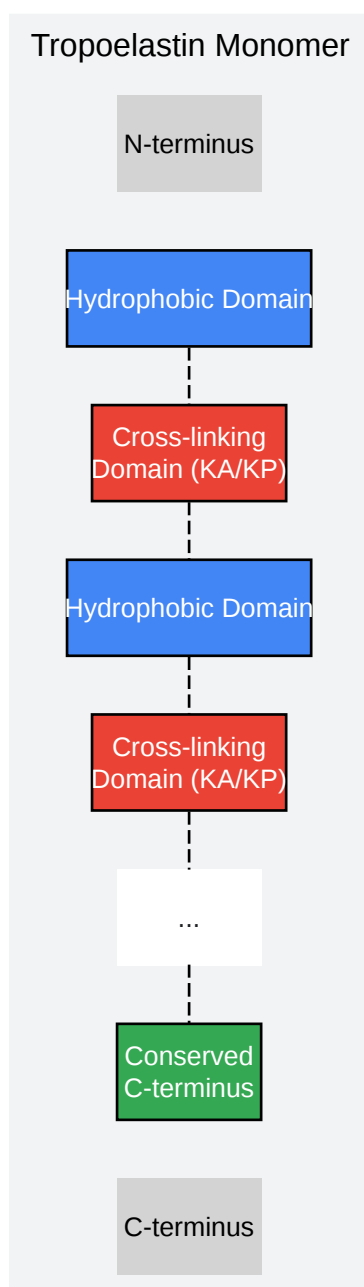 Tropoelastin Monomer
N-terminus
Hydrophobic Domain
Cross-linking
Domain (KA/KP)
Hydrophobic Domain
Cross-linking
Domain (KA/KP)
...
Conserved
C-terminus
C-terminus